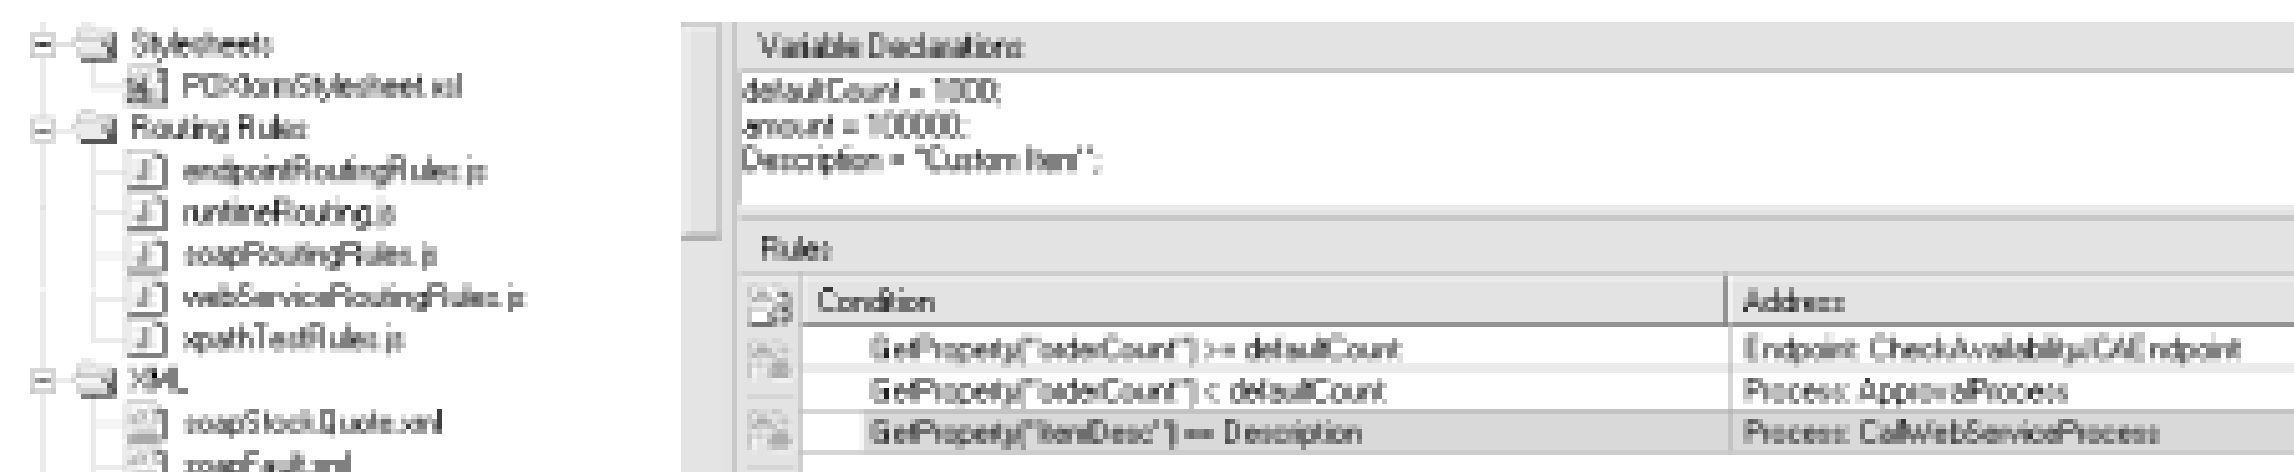 Stylesheets
POXformStylesheet.xsl
Routing Rules
endpointRoutingRules.js
runtimeRouting.js
soapRoutingRules.js
webServiceRoutingRules.js
xpathTestRules.js
XML
soapStockQuote.xml
soapFault.xml
Variable Declarations
defaultCount = 1000;
amount = 100000;
Description = "Custom Item";
Rules
Condition Address
GetProperty("orderCount") >= defaultCount Endpoint: CheckAvailability/CAEndpoint
GetProperty("orderCount") < defaultCount Process: ApprovalProcess
GetProperty("itemDesc") == Description Process: CallWebServiceProcess